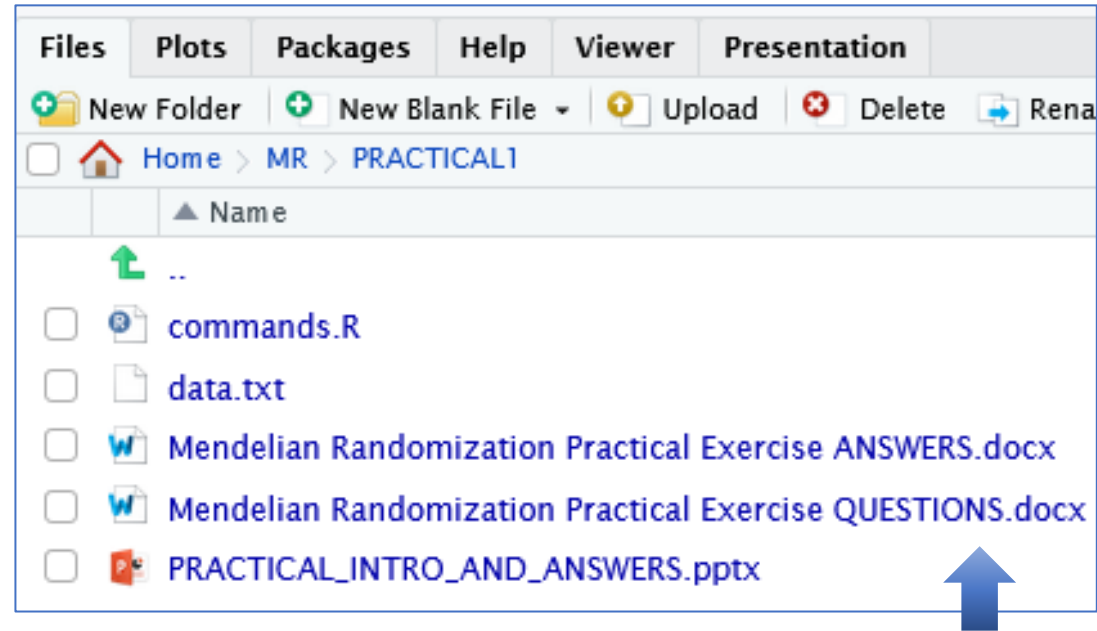 Files Plots Packages Help Viewer Presentation
New Folder New Blank File Upload Delete Rena
Home > MR > PRACTICAL1
Name
..
commands.R
data.txt
Mendelian Randomization Practical Exercise ANSWERS.docx
Mendelian Randomization Practical Exercise QUESTIONS.docx
PRACTICAL_INTRO_AND_ANSWERS.pptx